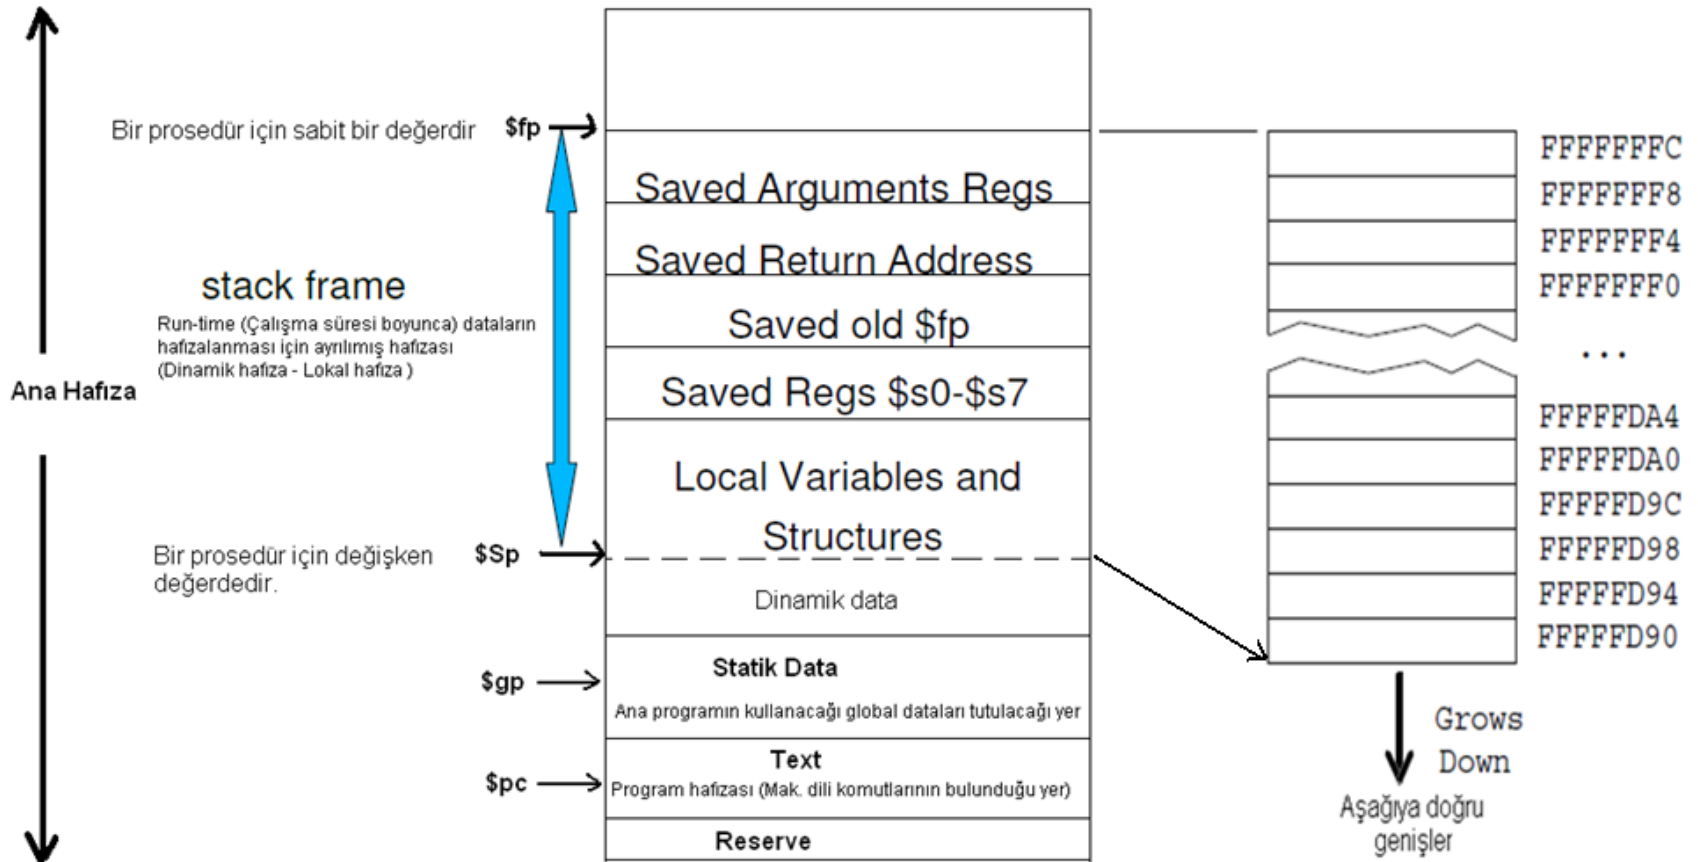 Bir prosedür için sabit bir değerdir
$fp
stack frame
Run-time (Çalışma süresi boyunca) dataların
hafızalanması için ayrılımış hafızası
(Dinamik hafıza - Lokal hafıza )
Ana Hafıza
Bir prosedür için değişken
değerdedir.
$Sp
$gp
$pc
Saved Arguments Regs
Saved Return Address
Saved old $fp
Saved Regs $s0-$s7
Local Variables and
Structures
Dinamik data
Statik Data
Ana programın kullanacağı global dataları tutulacağı yer
Text
Program hafızası (Mak. dili komutlarının bulunduğu yer)
Reserve
FFFFFFFC
FFFFFFF8
FFFFFFF4
FFFFFFF0
...
FFFFFDA4
FFFFFDA0
FFFFFD9C
FFFFFD98
FFFFFD94
FFFFFD90
Grows
Down
Aşağıya doğru
genişler